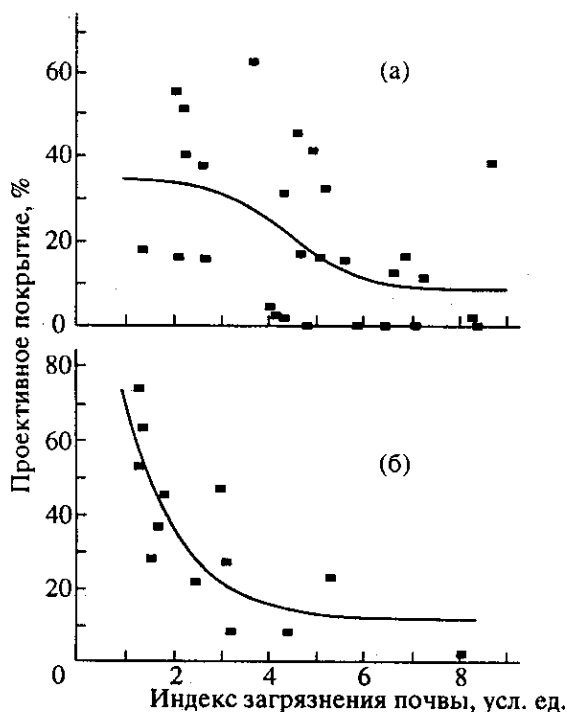 60
(а)
40
20
0
80
60
(б)
40
20
0
2 4 6 8
Проективное покрытие, %
Индекс загрязнения почвы, усл. ед.